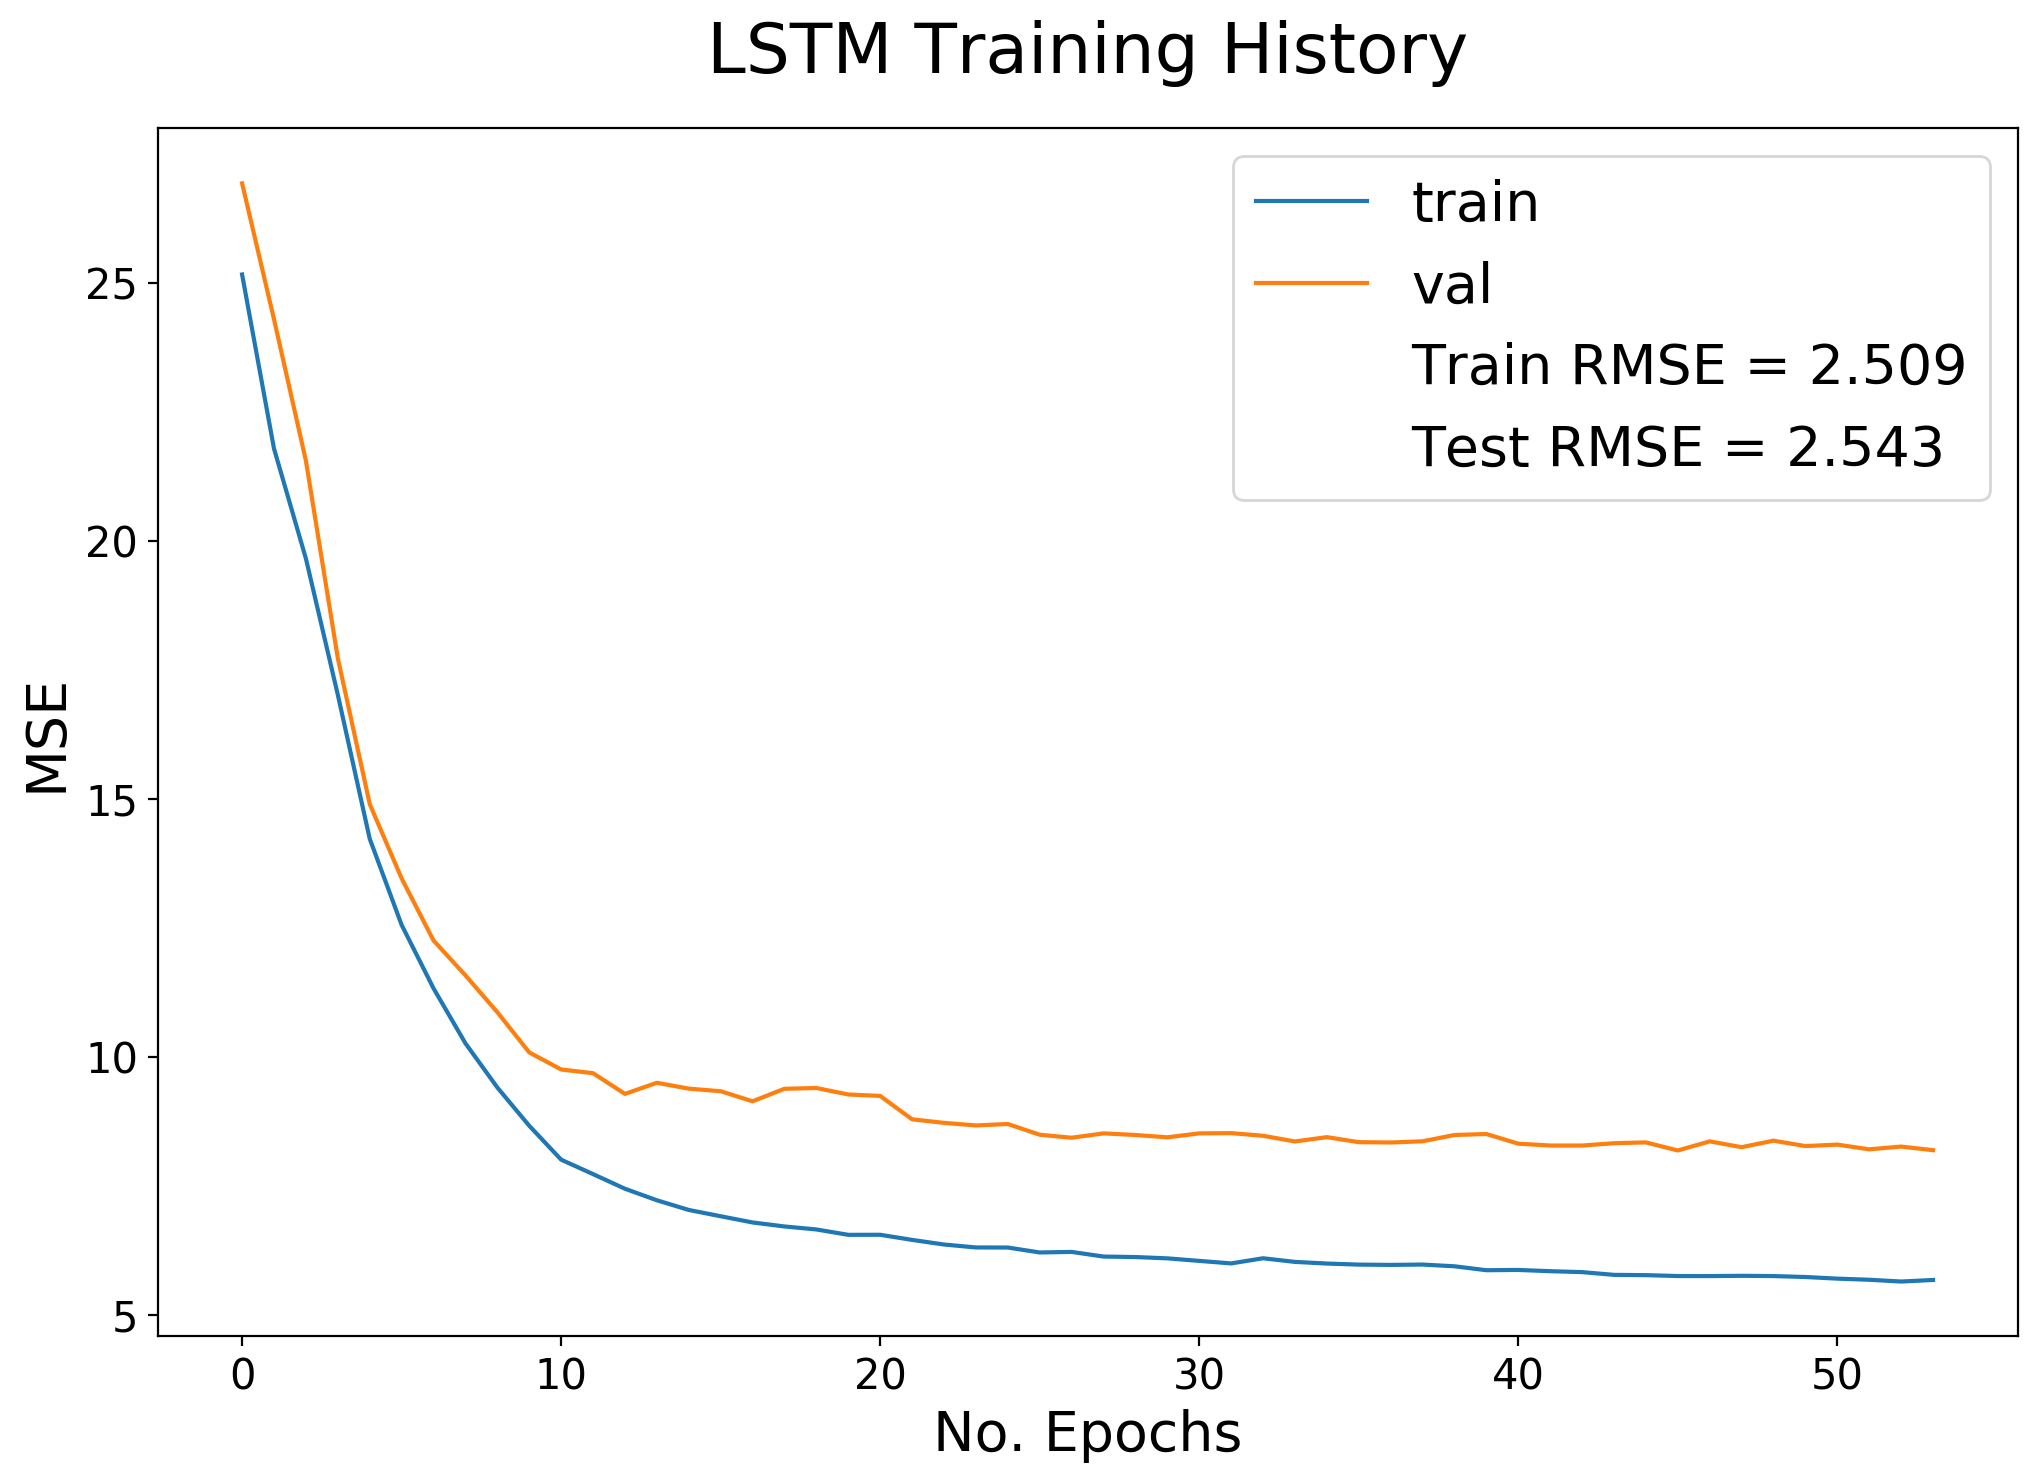 LSTM Training History
train
val
Train RMSE = 2.509
Test RMSE = 2.543
MSE
25
20
15
10
5
0 10 20 30 40 50
No. Epochs